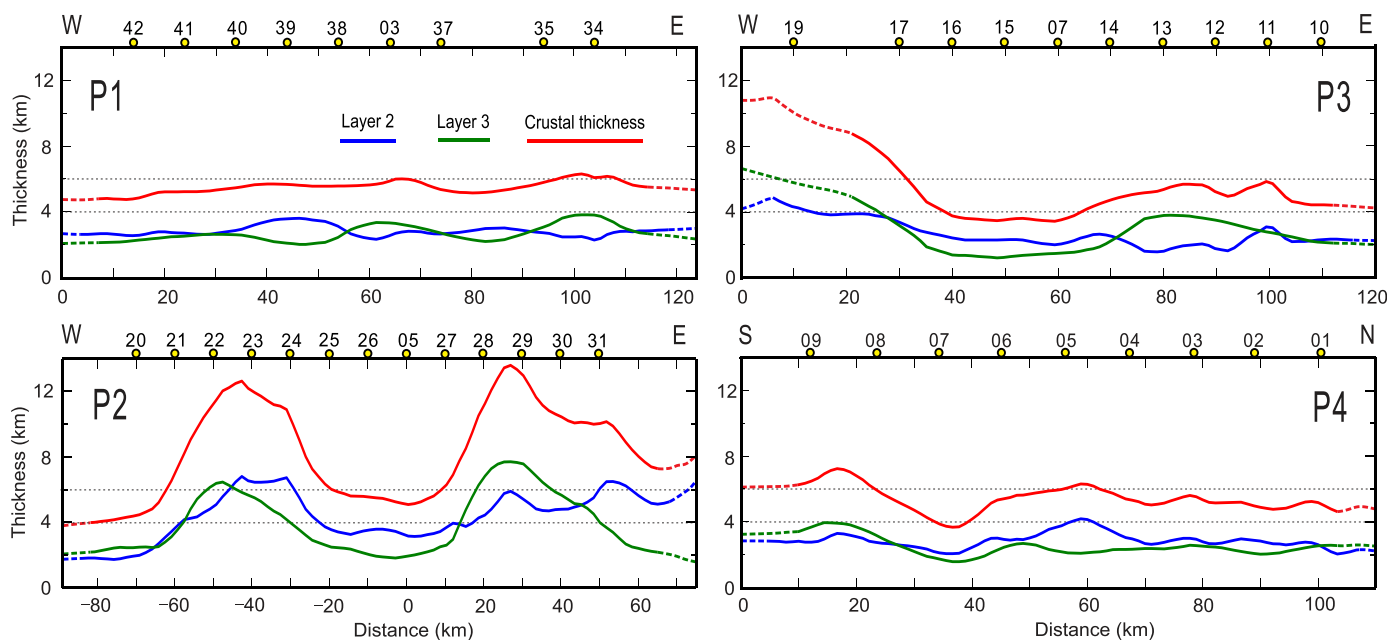 W 42 41 40 39 38 03 37 35 34 E
P1
Layer 2 Layer 3 Crustal thickness
Thickness (km)
12
8
4
0
0 20 40 60 80 100 120
W 19 17 16 15 07 14 13 12 11 10 E
P3
Thickness (km)
12
8
4
0
0 20 40 60 80 100 120
W 20 21 22 23 24 25 26 05 27 28 29 30 31 E
P2
Thickness (km)
12
8
4
0
−80 −60 −40 −20 0 20 40 60
Distance (km)
S 09 08 07 06 05 04 03 02 01 N
P4
12
8
4
0
0 20 40 60 80 100
Distance (km)